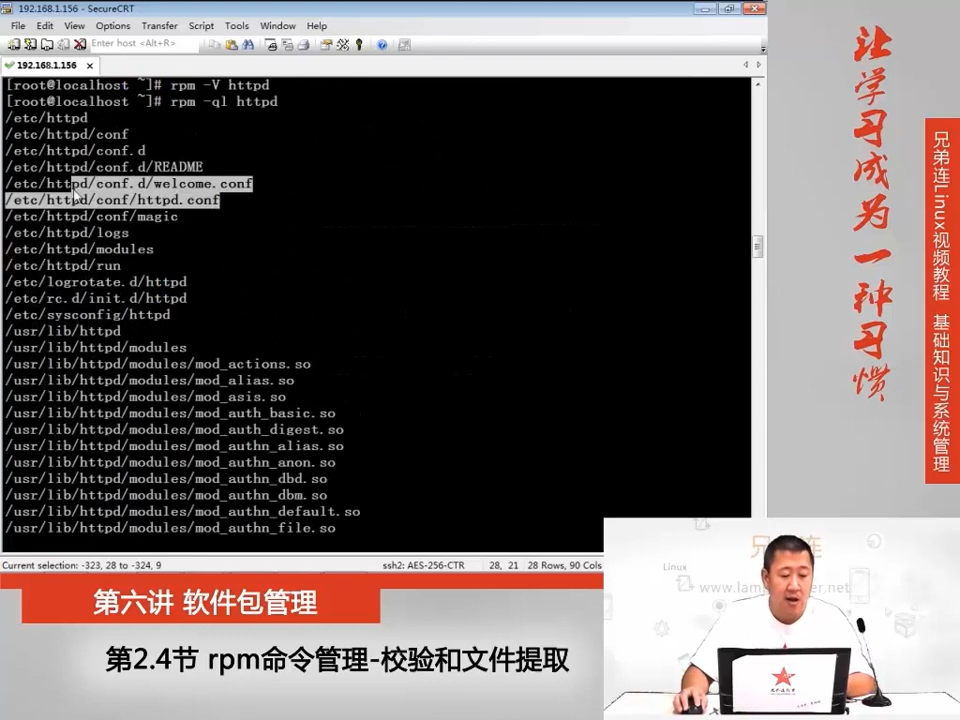 192.168.1.156 - SecureCRT
File Edit View Options Transfer Script Tools Window Help
Enter host <Alt+R>
192.168.1.156
[root@localhost ~]# rpm -V httpd
[root@localhost ~]# rpm -ql httpd
/etc/httpd
/etc/httpd/conf
/etc/httpd/conf.d
/etc/httpd/conf.d/README
/etc/httpd/conf.d/welcome.conf
/etc/httpd/conf/httpd.conf
/etc/httpd/conf/magic
/etc/httpd/logs
/etc/httpd/modules
/etc/httpd/run
/etc/logrotate.d/httpd
/etc/rc.d/init.d/httpd
/etc/sysconfig/httpd
/usr/lib/httpd
/usr/lib/httpd/modules
/usr/lib/httpd/modules/mod_actions.so
/usr/lib/httpd/modules/mod_alias.so
/usr/lib/httpd/modules/mod_asis.so
/usr/lib/httpd/modules/mod_auth_basic.so
/usr/lib/httpd/modules/mod_auth_digest.so
/usr/lib/httpd/modules/mod_authn_alias.so
/usr/lib/httpd/modules/mod_authn_anon.so
/usr/lib/httpd/modules/mod_authn_dbd.so
/usr/lib/httpd/modules/mod_authn_dbm.so
/usr/lib/httpd/modules/mod_authn_default.so
/usr/lib/httpd/modules/mod_authn_file.so
Current selection: -323, 28 to -324, 9 ssh2: AES-256-CTR 28, 21 28 Rows, 90 Cols
让学习成为一种习惯
兄弟连Linux视频教程 基础知识与系统管理
第六讲 软件包管理
第2.4节 rpm命令管理-校验和文件提取
Linux